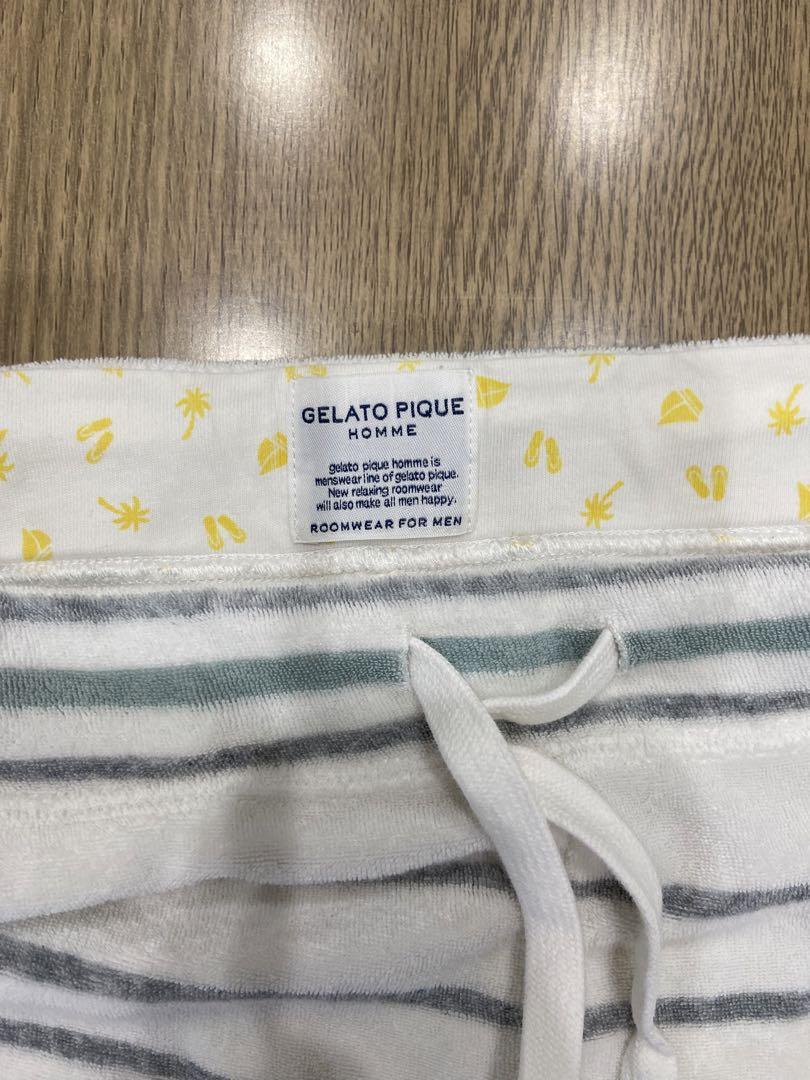 GELATO PIQUE
HOMME
gelato pique homme is
menswear line of gelato pique.
New relaxing roomwear
will also make all men happy.
ROOMWEAR FOR MEN